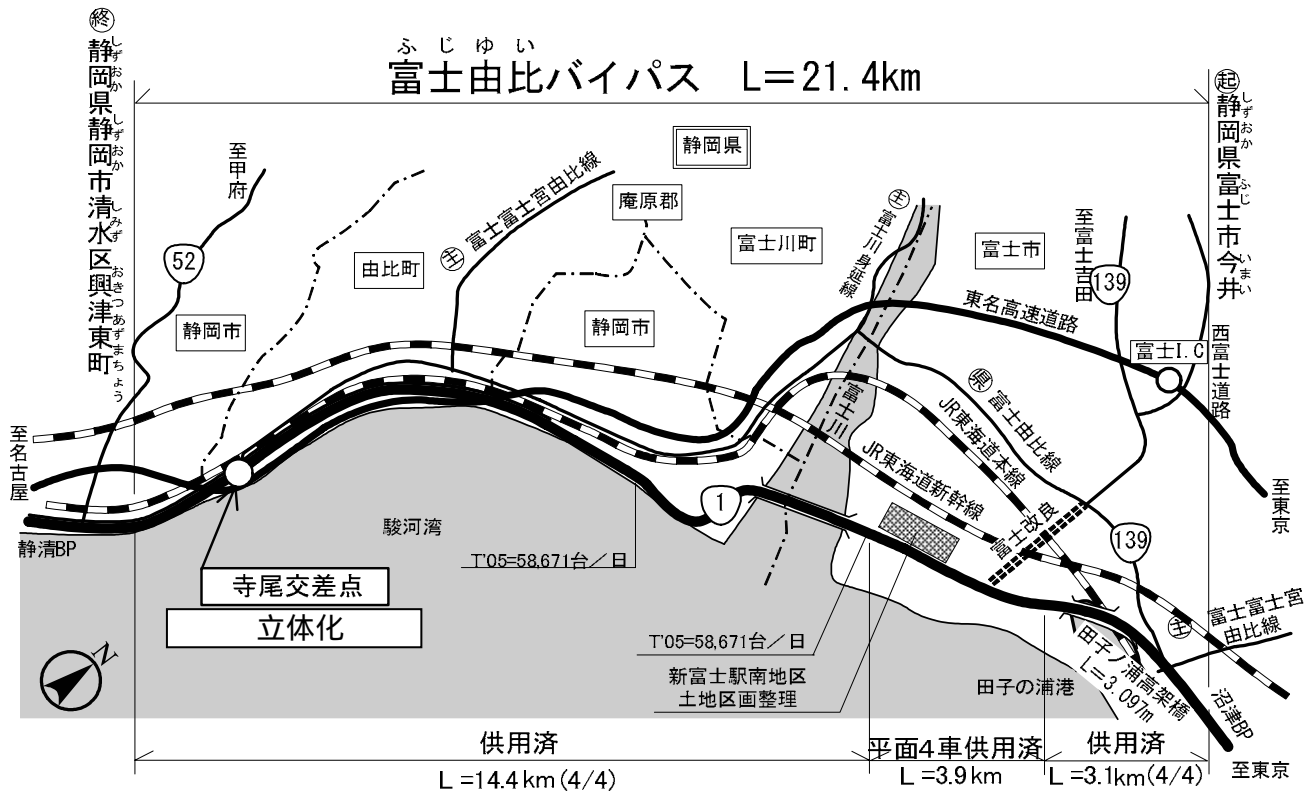 ふじゆい
富士由比バイパス L=21.4km
終
静岡県静岡市清水区興津東町
しずおか しずおか しみず おきつあずまちょう
起
静岡県富士市今井
しずおか ふじ いまい
静岡県
至甲府
52
静岡市
由比町
主 富士富士宮由比線
庵原郡
静岡市
富士川町
主 富士川身延線
富士市
至富士吉田
139
東名高速道路
富士I.C
西富士道路
至名古屋
静清BP
富士川
県 富士由比線
JR東海道本線
JR東海道新幹線
富士改良
139
至東京
1
駿河湾
T'05=58,671台/日
寺尾交差点
立体化
N
T'05=58,671台/日
新富士駅南地区
土地区画整理
田子の浦港
田子ノ浦高架橋
L=3.097m
主 富士富士宮
由比線
沼津BP
至東京
供用済
L=14.4km(4/4)
平面4車供用済
L=3.9km
供用済
L=3.1km(4/4)